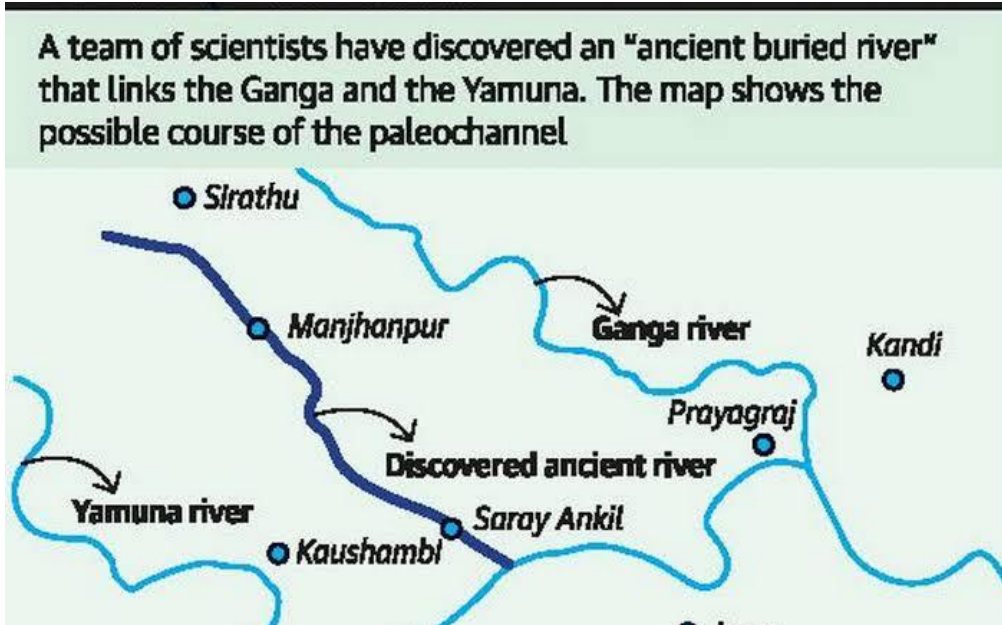 A team of scientists have discovered an "ancient buried river"
that links the Ganga and the Yamuna. The map shows the
possible course of the paleochannel
Sirathu
Manjhanpur
Ganga river
Kandi
Prayagraj
Discovered ancient river
Yamuna river
Saray Ankil
Kaushambi